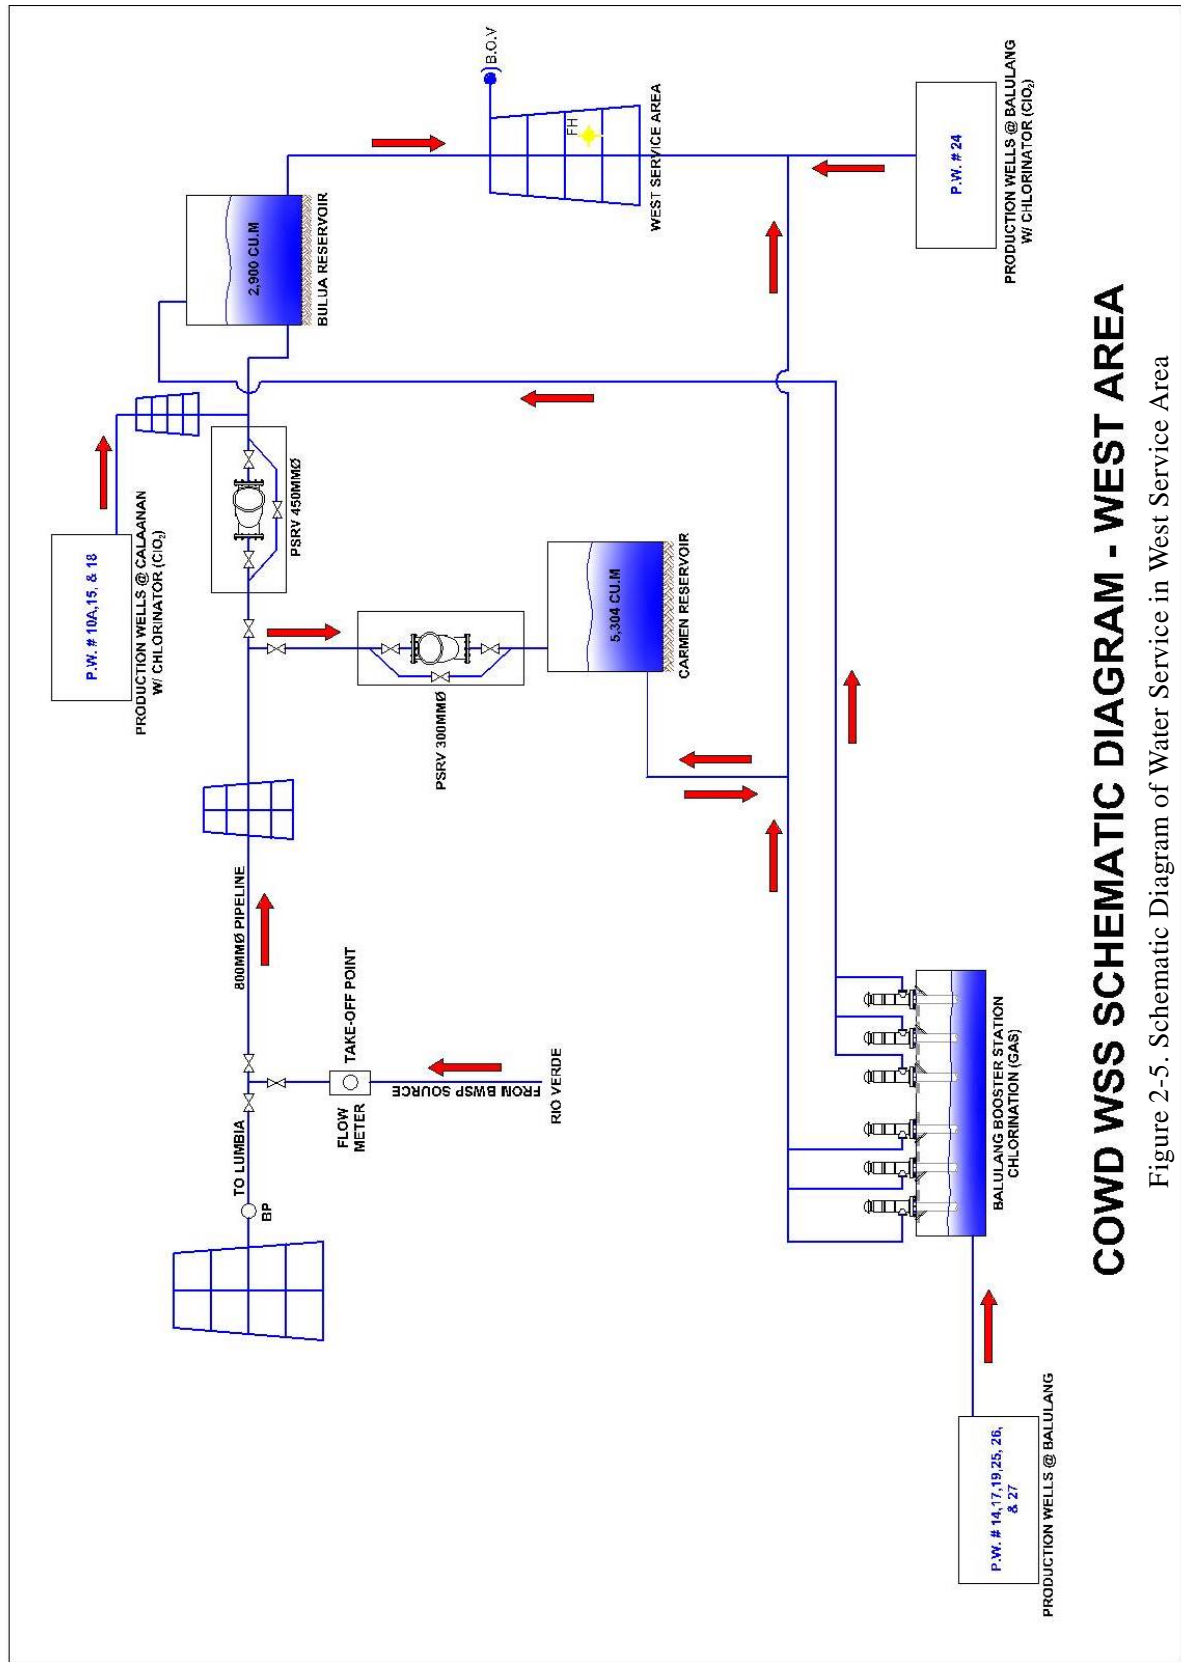 P.W. # 10A,15, & 18
PRODUCTION WELLS @ CALAANAN
W/ CHLORINATOR (ClO₂)
2,900 CU.M
BULUA RESERVOIR
)B.O.V
FH
WEST SERVICE AREA
PSRV 450MMØ
800MMØ PIPELINE
TO LUMBIA
BP
FLOW
METER
TAKE-OFF POINT
FROM BWSP SOURCE
RIO VERDE
PSRV 300MMØ
5,304 CU.M
CARMEN RESERVOIR
P.W. # 24
PRODUCTION WELLS @ BALULANG
W/ CHLORINATOR (ClO₂)
BALULANG BOOSTER STATION
CHLORINATION (GAS)
P.W. # 14,17,19,25, 26,
& 27
PRODUCTION WELLS @ BALULANG
COWD WSS SCHEMATIC DIAGRAM - WEST AREA
Figure 2-5. Schematic Diagram of Water Service in West Service Area